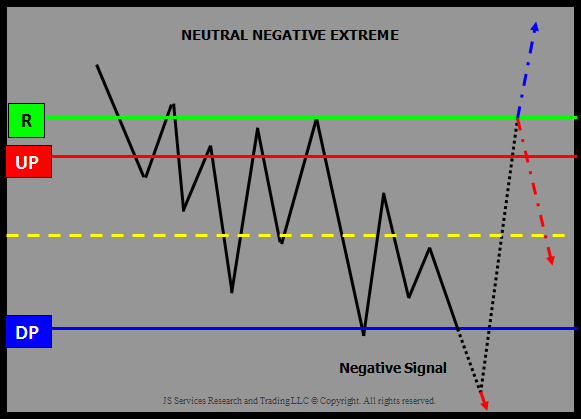 NEUTRAL NEGATIVE EXTREME
R
UP
DP
Negative Signal
JS Services Research and Trading LLC © Copyright. All rights reserved.